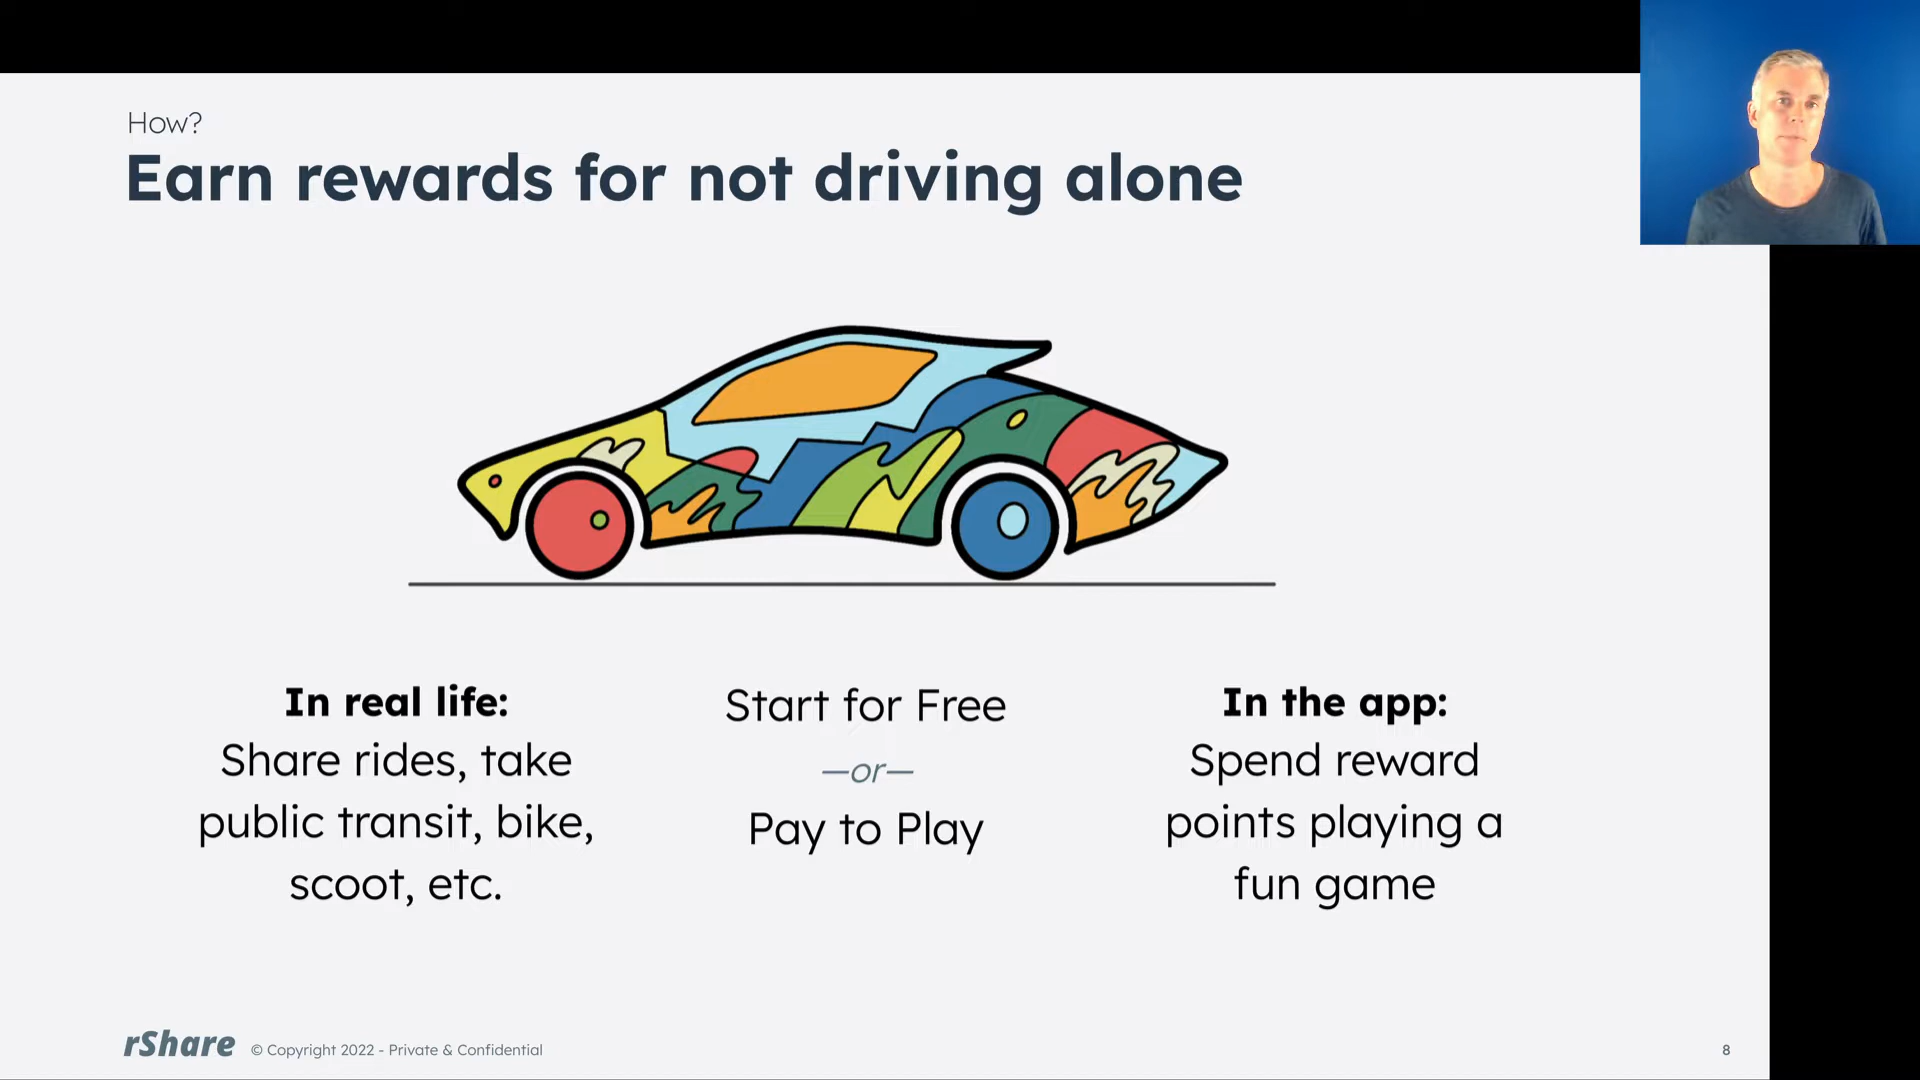 How?
Earn rewards for not driving alone
In real life:
Share rides, take
public transit, bike,
scoot, etc.
Start for Free
—or—
Pay to Play
In the app:
Spend reward
points playing a
fun game
rShare © Copyright 2022 - Private & Confidential
8